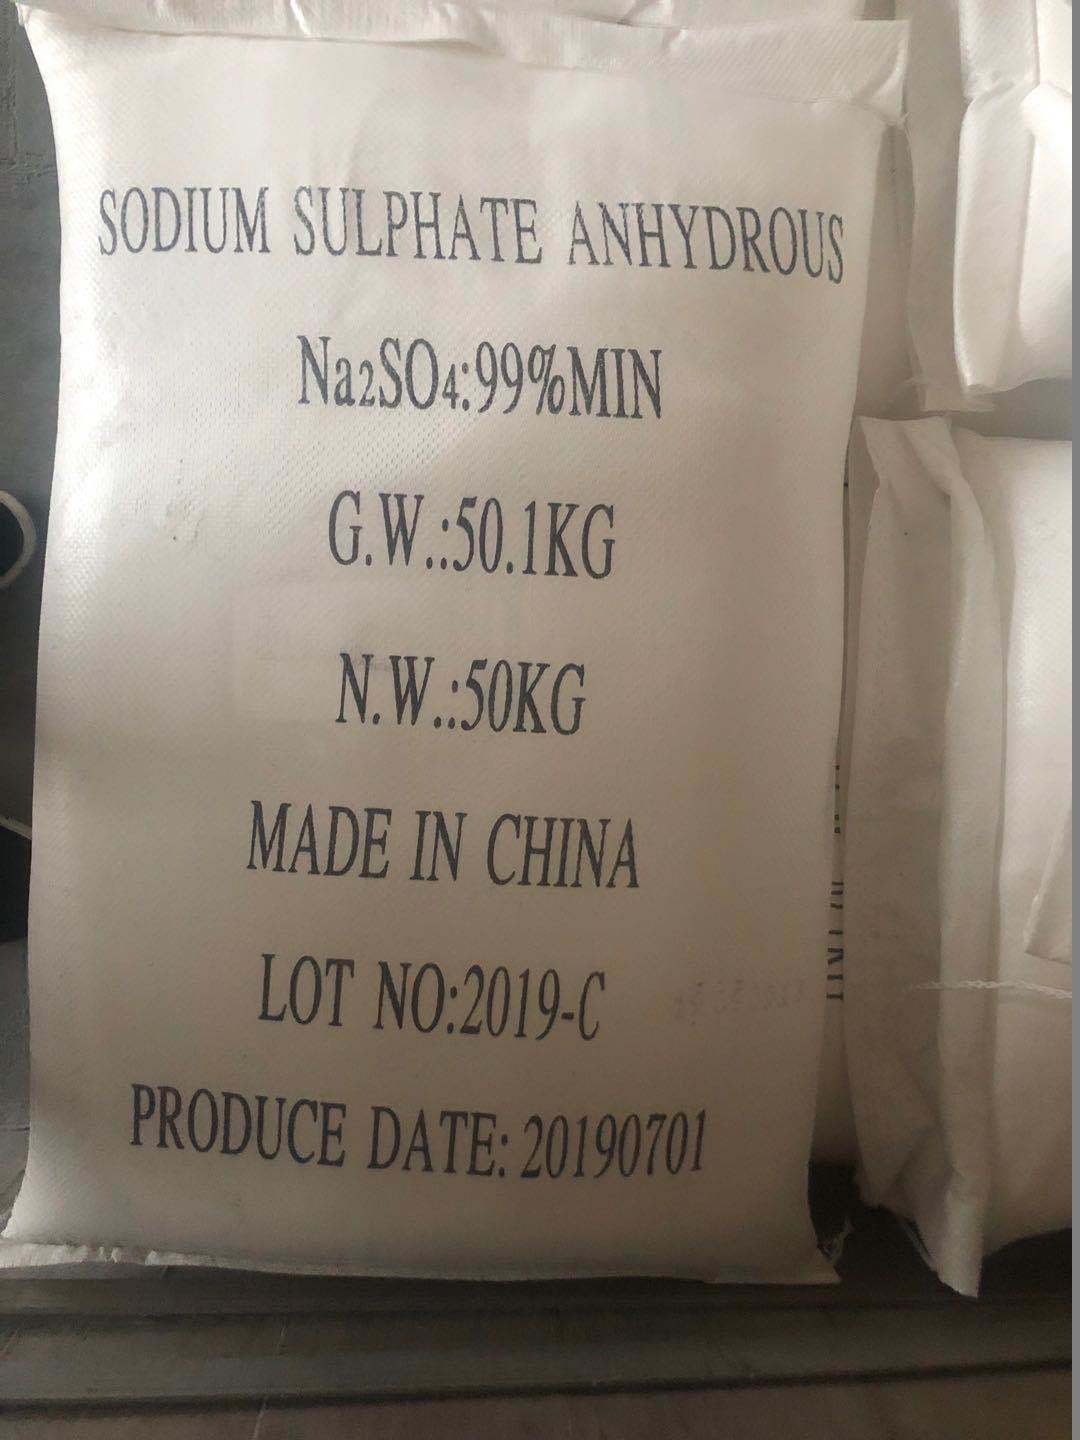 SODIUM SULPHATE ANHYDROUS
Na2SO4:99%MIN
G.W.:50.1KG
N.W.:50KG
MADE IN CHINA
LOT NO:2019-C
PRODUCE DATE: 20190701